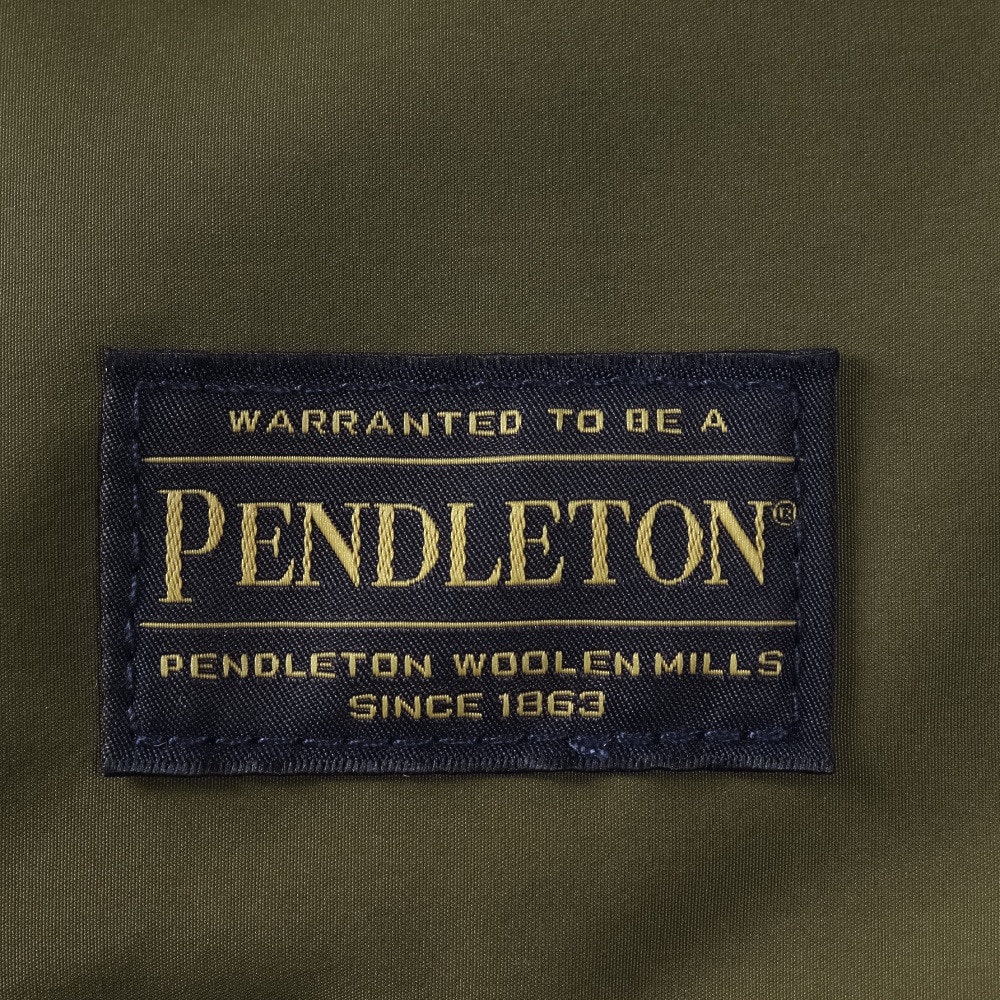 WARRANTED TO BE A
PENDLETON®
PENDLETON WOOLEN MILLS
SINCE 1863